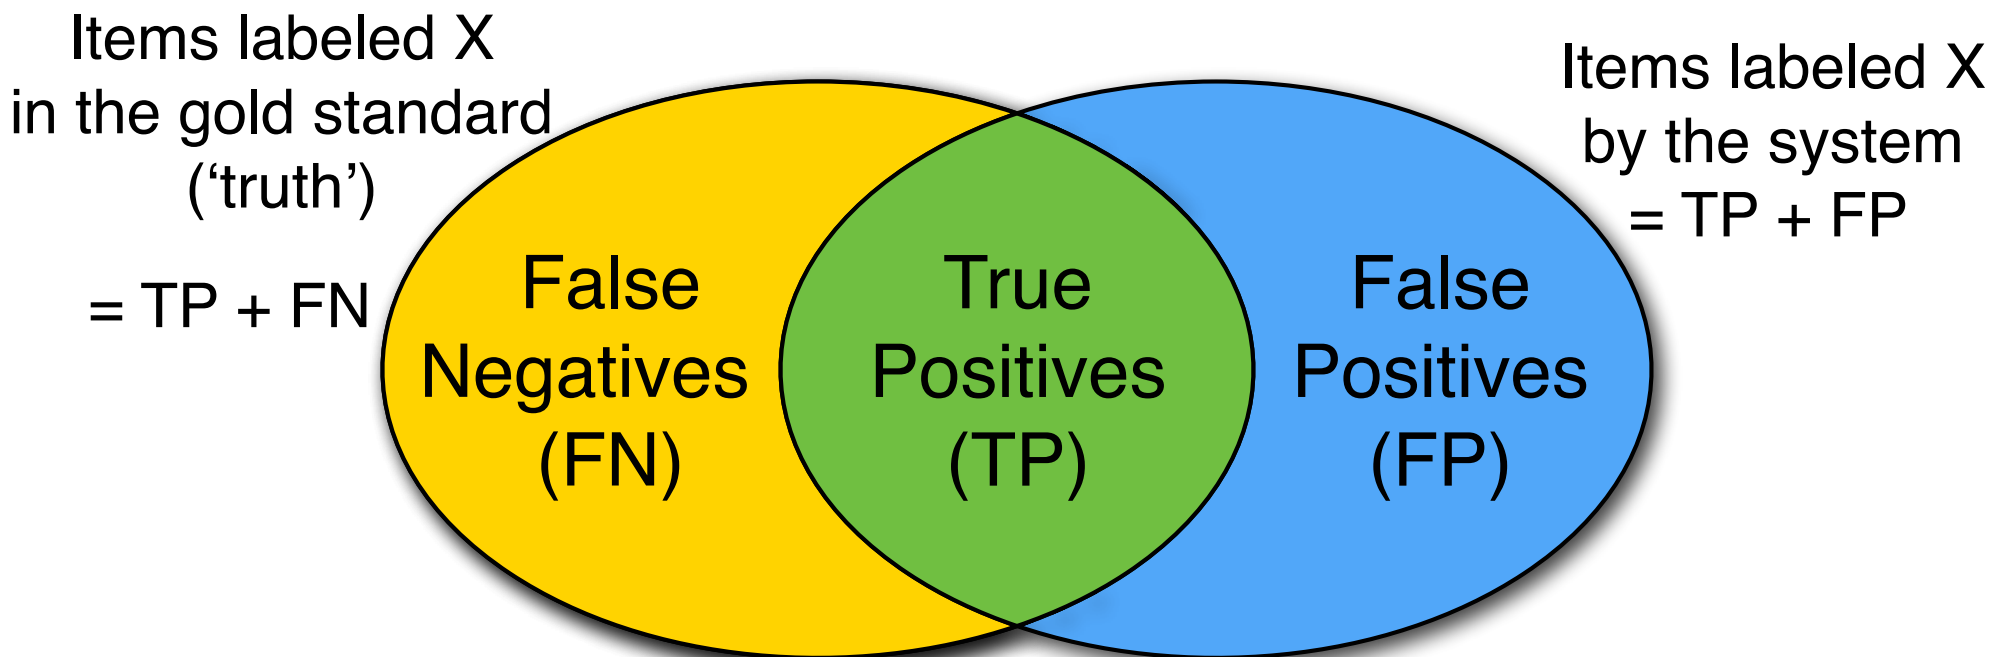 Items labeled X
in the gold standard
(‘truth’)
= TP + FN
Items labeled X
by the system
= TP + FP
False
Negatives
(FN)
True
Positives
(TP)
False
Positives
(FP)